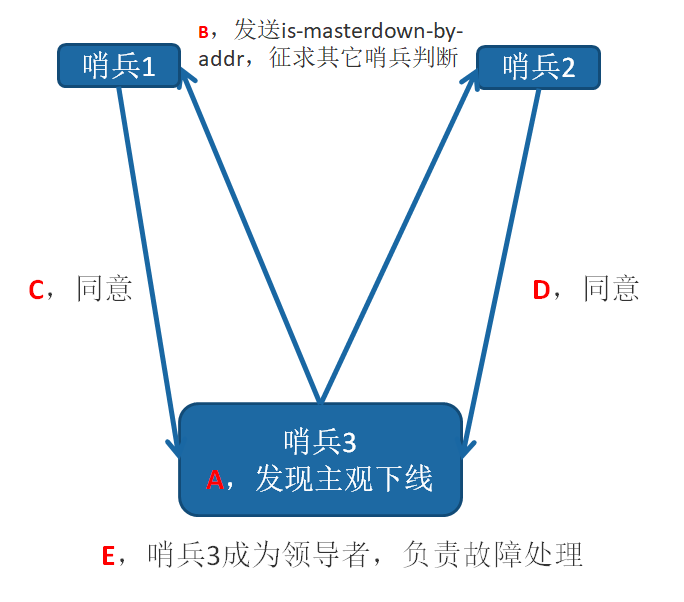 B，发送is-masterdown-by-
addr，征求其它哨兵判断
哨兵1
哨兵2
C，同意
D，同意
哨兵3
A，发现主观下线
E，哨兵3成为领导者，负责故障处理